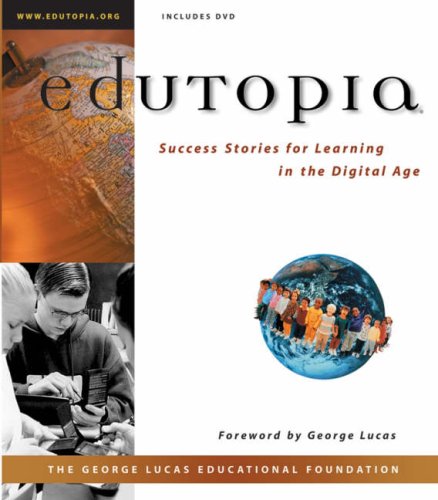 WWW.EDUTOPIA.ORG
INCLUDES DVD
edUTOPIA®
Success Stories for Learning
in the Digital Age
Foreword by George Lucas
THE GEORGE LUCAS EDUCATIONAL FOUNDATION